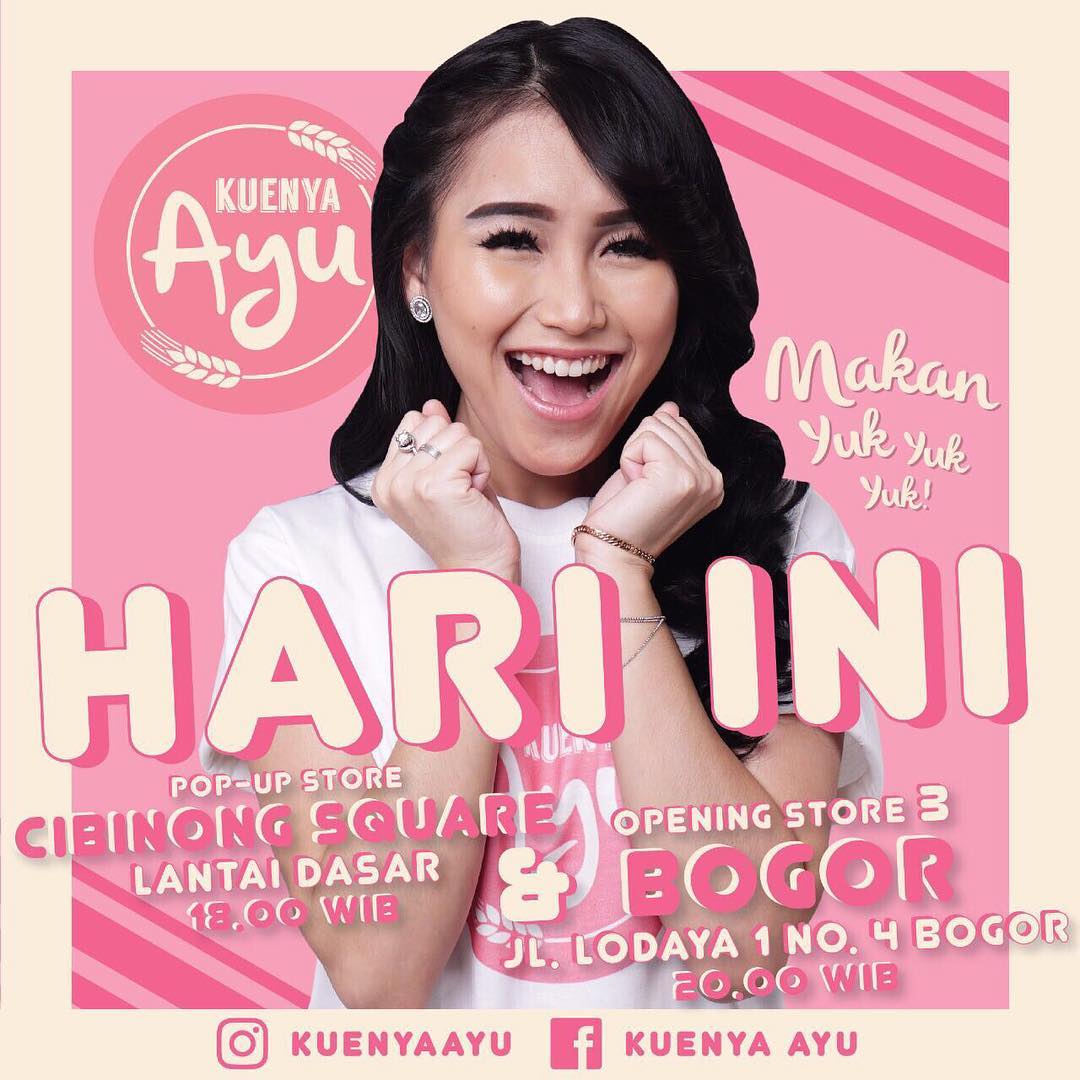 KUENYA
Ayu
Makan
Yuk Yuk
Yuk!
HARI INI
POP-UP STORE
CIBINONG SQUARE
LANTAI DASAR
18.00 WIB
&
OPENING STORE 3
BOGOR
JL. LODAYA 1 NO. 4 BOGOR
20.00 WIB
KUENYAAYU
KUENYA AYU